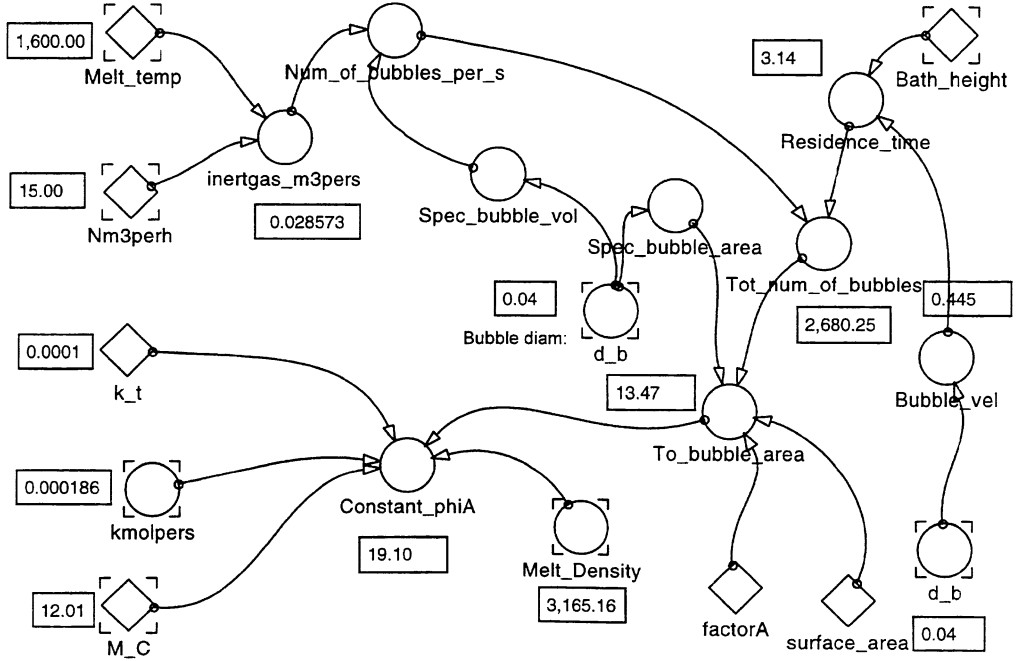 1,600.00
Melt_temp
Num_of_bubbles_per_s
3.14
Bath_height
Residence_time
15.00
Nm3perh
inertgas_m3pers
0.028573
Spec_bubble_vol
Spec_bubble_area
Tot_num_of_bubbles
0.445
2,680.25
0.04
Bubble diam:
d_b
0.0001
k_t
13.47
To_bubble_area
Bubble_vel
0.000186
kmolpers
Constant_phiA
19.10
Melt_Density
3,165.16
12.01
M_C
factorA
surface_area
d_b
0.04